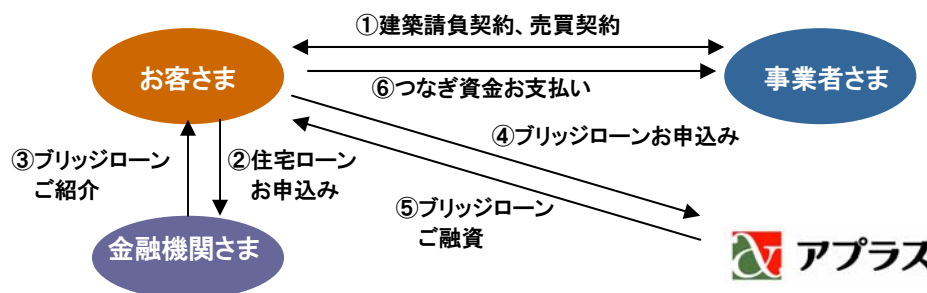 ①建築請負契約、売買契約
お客さま
事業者さま
⑥つなぎ資金お支払い
④ブリッジローンお申込み
③ブリッジローン
ご紹介
②住宅ローン
お申込み
⑤ブリッジローン
ご融資
金融機関さま
アプラス